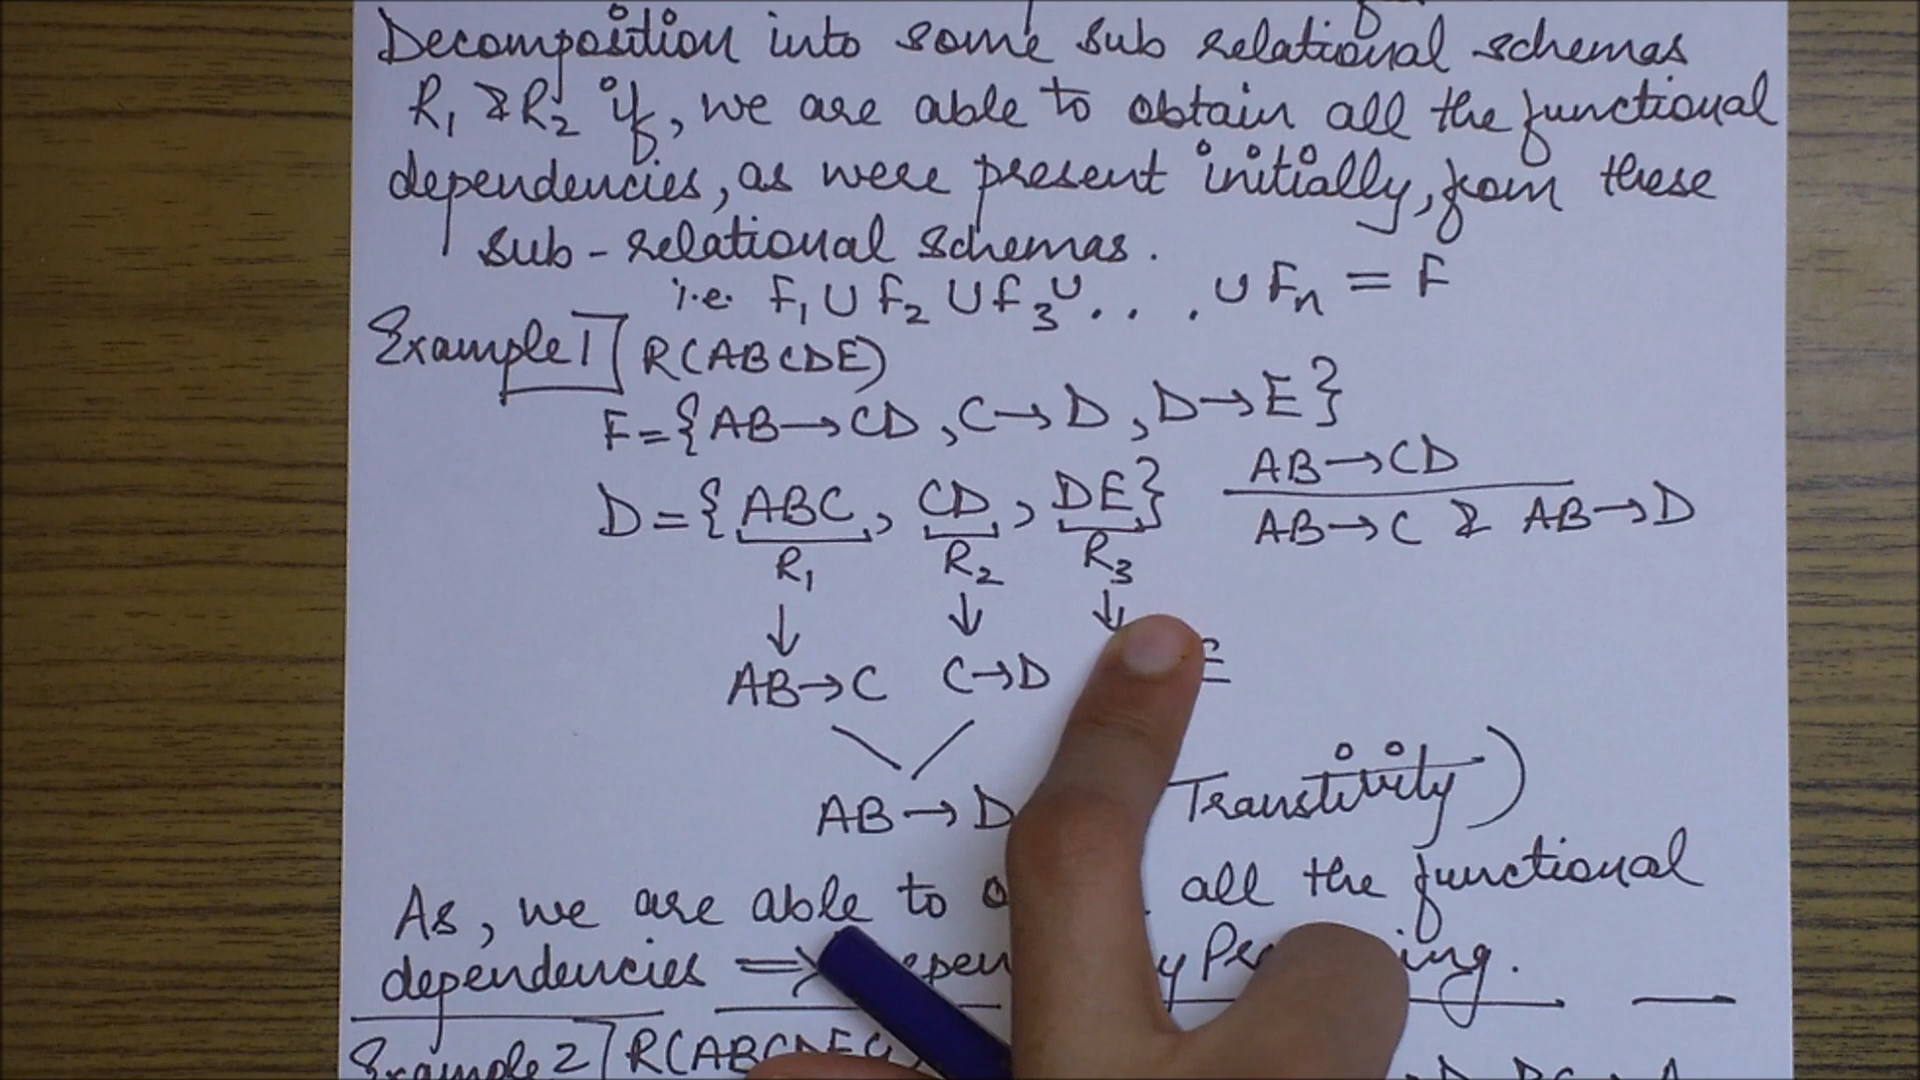 Decomposition into some sub relational schemas
R1 & R2 if, we are able to obtain all the functional
dependencies, as were present initially, from these
sub-relational schemas.
i.e. F1 ∪ F2 ∪ F3 ∪ . . . ∪ Fn = F
Example 1 R(ABCDE)
F={AB→CD, C→D, D→E}
D={ABC, CD, DE}
R1 R2 R3
AB→CD
AB→C & AB→D
↓ ↓ ↓
AB→C C→D E
AB→D Transtivity)
As, we are able to all the functional
dependencies ⇒
Example 2 R(ABCDEG